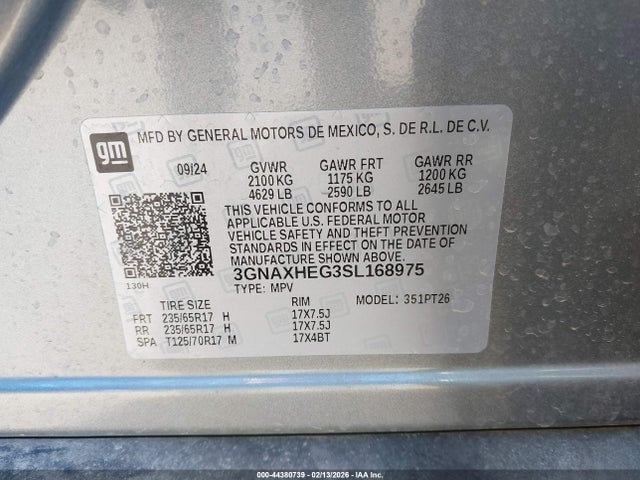 gm
MFD BY GENERAL MOTORS DE MEXICO, S. DE R.L. DE C.V.
09/24 GVWR GAWR FRT GAWR RR
2100 KG 1175 KG 1200 KG
4629 LB 2590 LB 2645 LB
THIS VEHICLE CONFORMS TO ALL
APPLICABLE U.S. FEDERAL MOTOR
VEHICLE SAFETY AND THEFT PREVENTION
STANDARDS IN EFFECT ON THE DATE OF
MANUFACTURE SHOWN ABOVE.
3GNAXHEG3SL168975
130H TYPE: MPV MODEL: 351PT26
TIRE SIZE RIM
FRT 235/65R17 H 17X7.5J
RR 235/65R17 H 17X7.5J
SPA T125/70R17 M 17X4BT
000-44380739 - 02/13/2026 - IAA Inc.